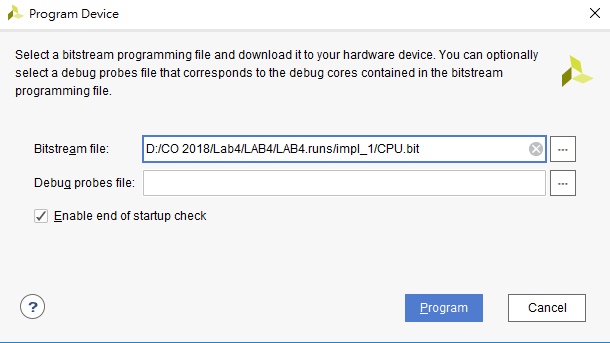 Program Device
Select a bitstream programming file and download it to your hardware device. You can optionally
select a debug probes file that corresponds to the debug cores contained in the bitstream
programming file.
Bitstream file: D:/CO 2018/Lab4/LAB4/LAB4.runs/impl_1/CPU.bit ...
Debug probes file: ...
Enable end of startup check
? Program Cancel